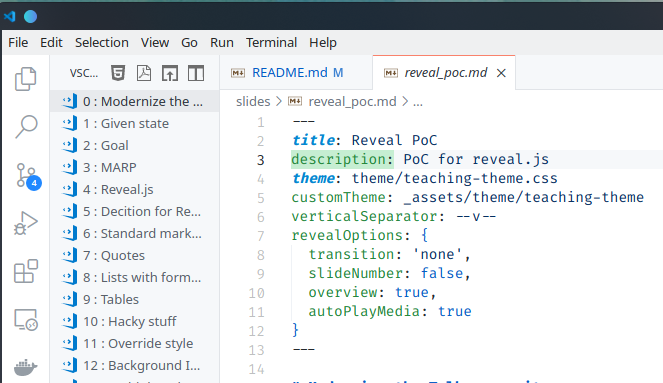 File Edit Selection View Go Run Terminal Help
VSC...
README.md M
reveal_poc.md
slides > reveal_poc.md > ...
4
0 : Modernize the ...
1 : Given state
2 : Goal
3 : MARP
4 : Reveal.js
5 : Decition for Re...
6 : Standard mark...
7 : Quotes
8 : Lists with form...
9 : Tables
10 : Hacky stuff
11 : Override style
12 : Background I...
1 ---
2 title: Reveal PoC
3 description: PoC for reveal.js
4 theme: theme/teaching-theme.css
5 customTheme: _assets/theme/teaching-theme
6 verticalSeparator: --v--
7 revealOptions: {
8 transition: 'none',
9 slideNumber: false,
10 overview: true,
11 autoPlayMedia: true
12 }
13 ---
14